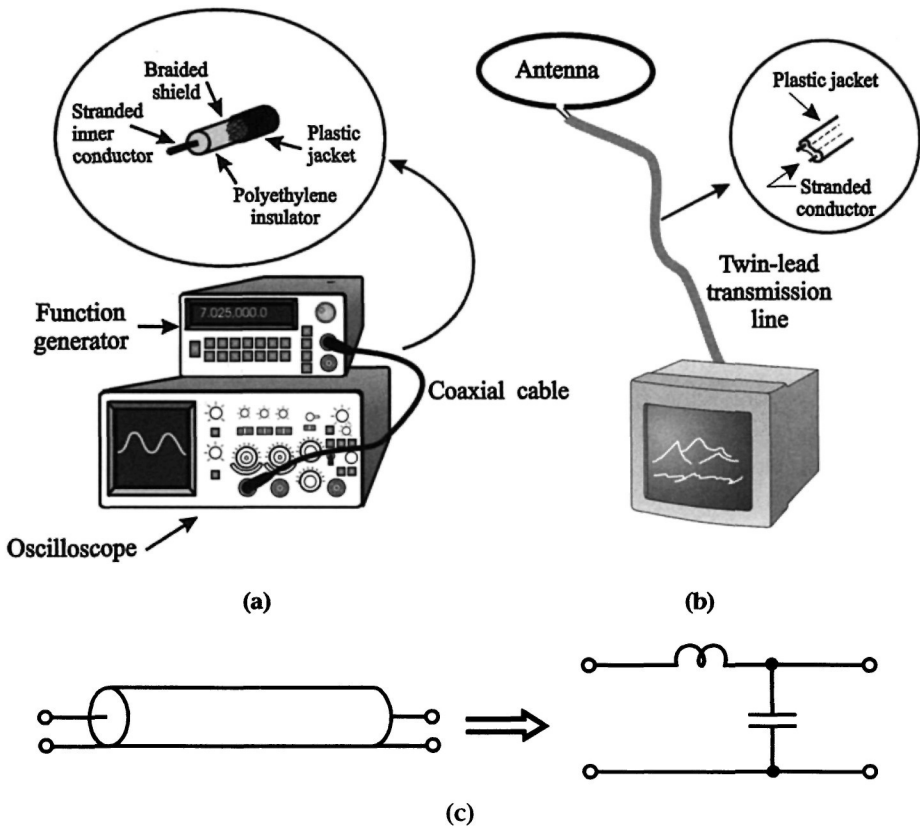 Braided
shield
Stranded
inner
conductor
Plastic
jacket
Polyethylene
insulator
Function
generator
7.025,000.0
Coaxial cable
Oscilloscope
(a)
Antenna
Plastic jacket
Stranded
conductor
Twin-lead
transmission
line
(b)
(c)